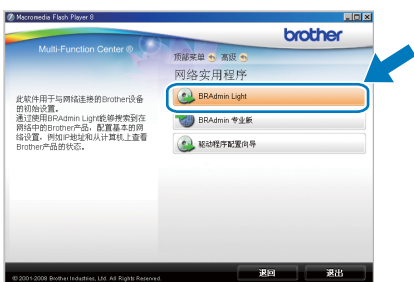 Macromedia Flash Player 8
brother
Multi-Function Center ®
顶部菜单 高级
网络实用程序
BRAdmin Light
BRAdmin 专业版
驱动程序配置向导
此软件用于与网络连接的Brother设备
的初始设置。
通过使用BRAdmin Light能够搜索到在
网络中的Brother产品，配置基本的网
络设置，例如IP地址和从计算机上查看
Brother产品的状态。
© 2001-2008 Brother Industries, Ltd. All Rights Reserved.
退回
退出